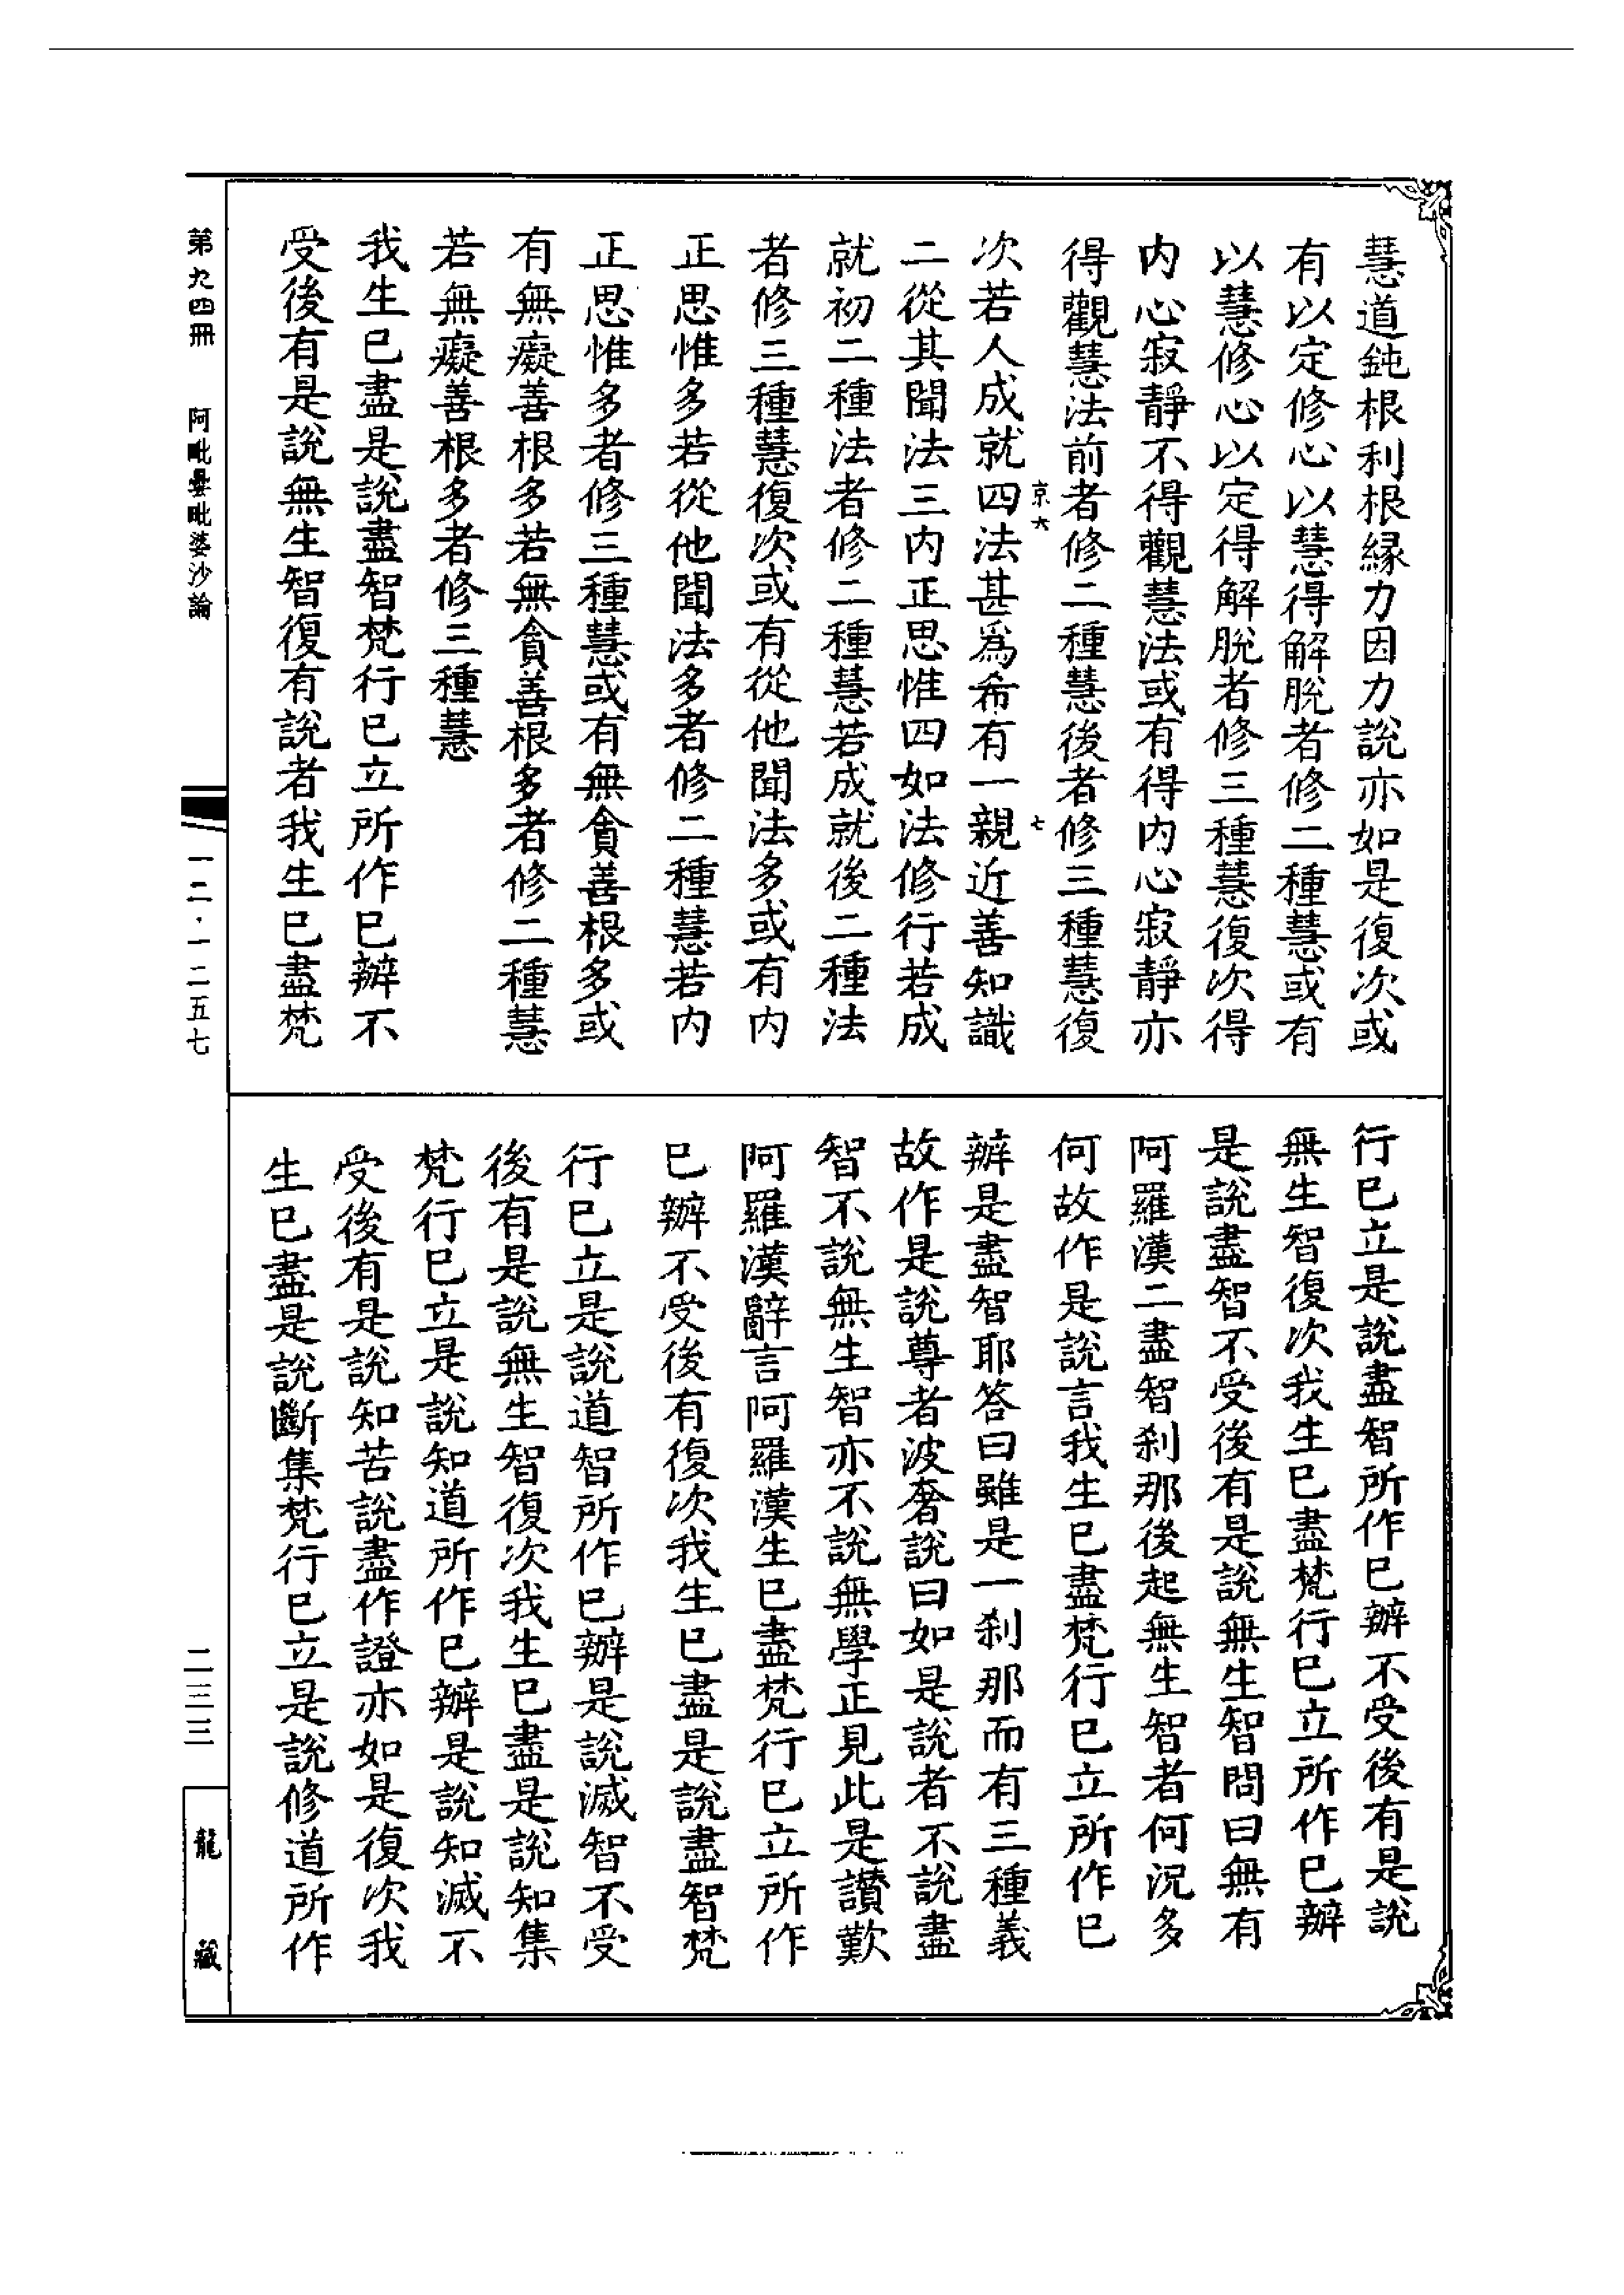 慧道鈍根利根緣力因力說亦如是復次或
有以定修心以慧得解脫者修二種慧或有
以慧修心以定得解脫者修三種慧復次得
内心寂靜不得觀慧法或有得内心寂靜亦
得觀慧法前者修二種慧後者修三種慧復
京六
七
次若人成就四法甚爲希有一親近善知識
二從其聞法三内正思惟四如法修行若成
就初二種法者修二種慧若成就後二種法
者修三種慧復次或有從他聞法多或有内
正思惟多若從他聞法多者修二種慧若内
正思惟多者修三種慧或有無貪善根多或
有無癡善根多若無貪善根多者修二種慧
若無癡善根多者修三種慧
我生已盡是說盡智梵行已立所作已辦不
受後有是說無生智復有說者我生已盡梵
行已立是說盡智所作已辦不受後有是說
無生智復次我生已盡梵行已立所作已辦
是說盡智不受後有是說無生智問曰無有
阿羅漢二盡智刹那後起無生智者何況多
何故作是說言我生已盡梵行已立所作已
辦是盡智耶答曰雖是一刹那而有三種義
故作是說尊者波奢說曰如是說者不說盡
智不說無生智亦不說無學正見此是讚歎
阿羅漢辭言阿羅漢生已盡梵行已立所作
已辦不受後有復次我生已盡是說盡智梵
行已立是說道智所作已辦是說滅智不受
後有是說無生智復次我生已盡是說知集
梵行已立是說知道所作已辦是說知滅不
受後有是說知苦說盡作證亦如是復次我
生已盡是說斷集梵行已立是說修道所作
第九四冊
阿毗曇毗婆沙論
一二·一二五七
二三三
龍藏